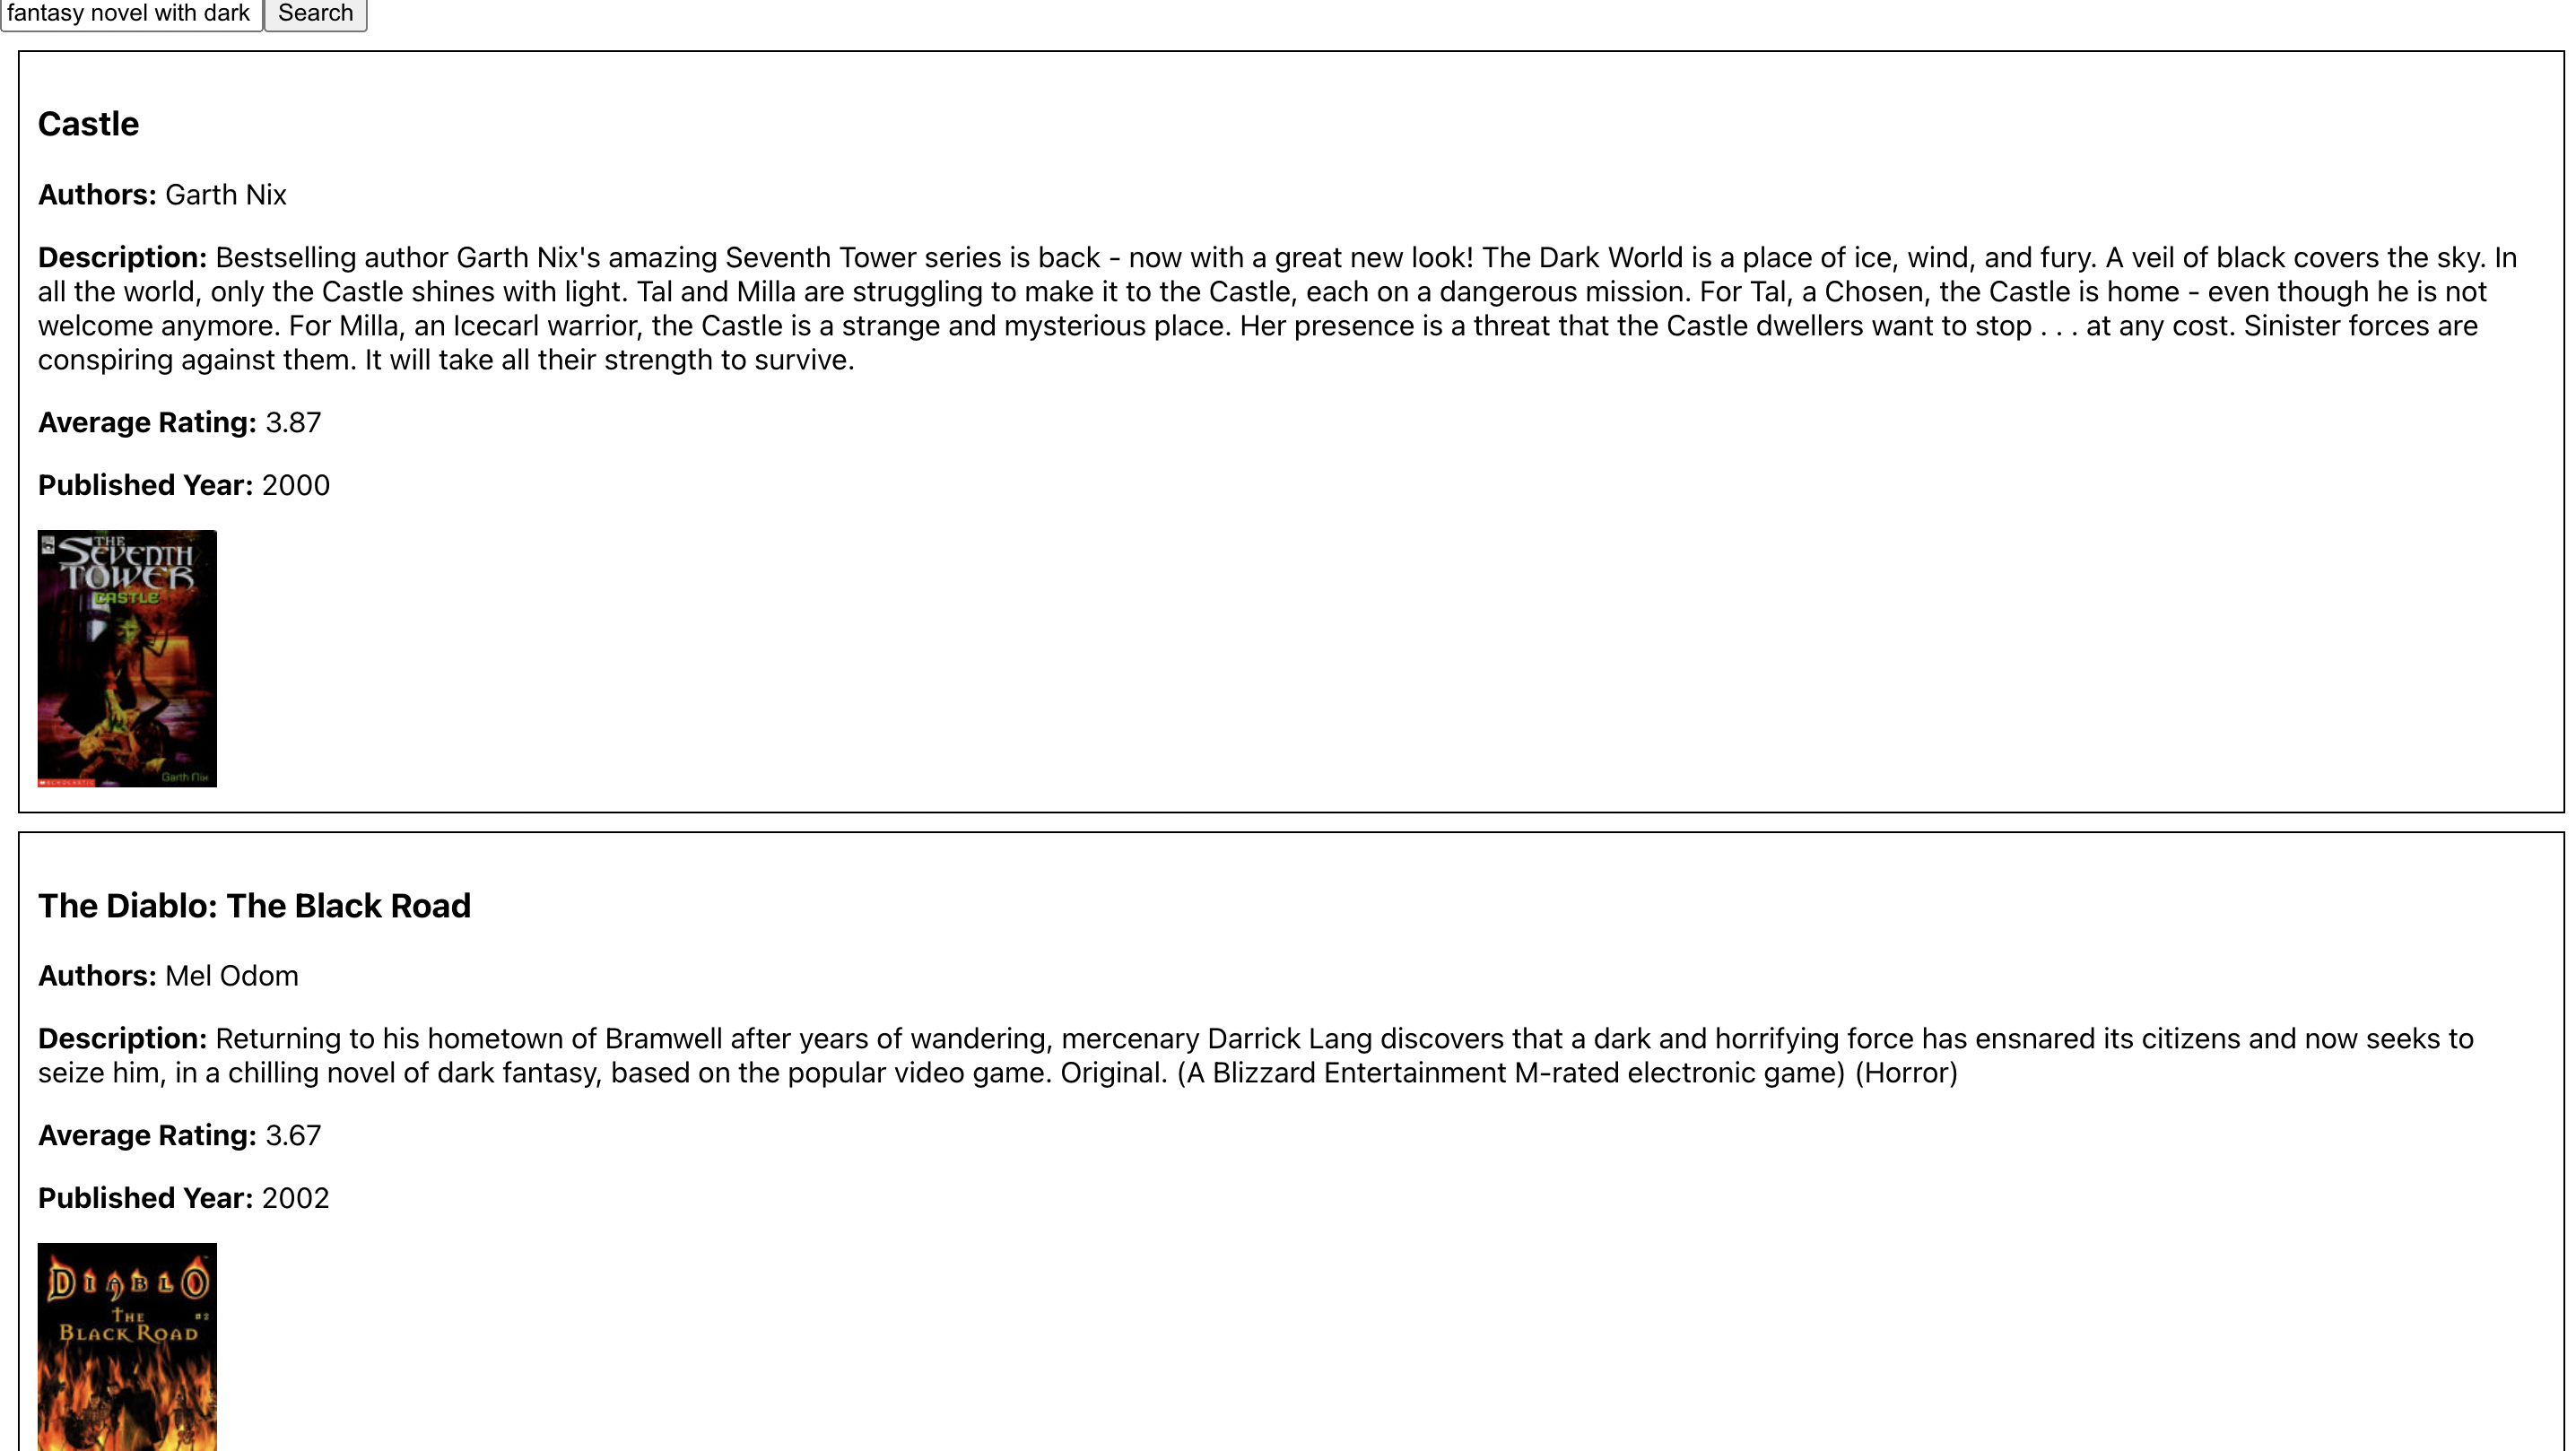 fantasy novel with dark Search
Castle
Authors: Garth Nix
Description: Bestselling author Garth Nix's amazing Seventh Tower series is back - now with a great new look! The Dark World is a place of ice, wind, and fury. A veil of black covers the sky. In
all the world, only the Castle shines with light. Tal and Milla are struggling to make it to the Castle, each on a dangerous mission. For Tal, a Chosen, the Castle is home - even though he is not
welcome anymore. For Milla, an Icecarl warrior, the Castle is a strange and mysterious place. Her presence is a threat that the Castle dwellers want to stop . . . at any cost. Sinister forces are
conspiring against them. It will take all their strength to survive.
Average Rating: 3.87
Published Year: 2000
THE
SEVENTH
TOWER
CASTLE
SCHOLASTIC
Garth Nix
The Diablo: The Black Road
Authors: Mel Odom
Description: Returning to his hometown of Bramwell after years of wandering, mercenary Darrick Lang discovers that a dark and horrifying force has ensnared its citizens and now seeks to
seize him, in a chilling novel of dark fantasy, based on the popular video game. Original. (A Blizzard Entertainment M-rated electronic game) (Horror)
Average Rating: 3.67
Published Year: 2002
DIABLO
THE #2
BLACK ROAD